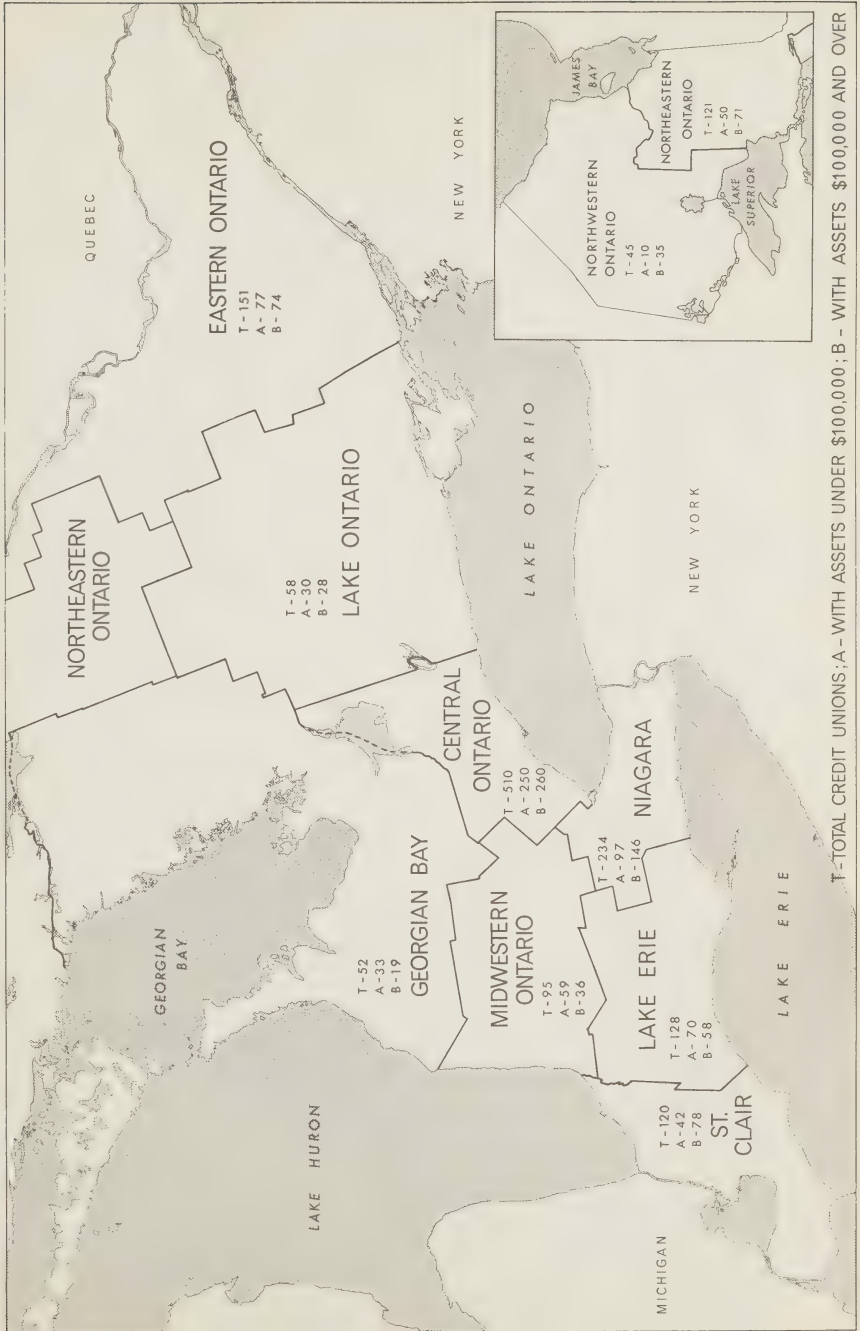 QUEBEC
EASTERN ONTARIO
T-151
A-77
B-74
NEW YORK
NORTHEASTERN
ONTARIO
T-58
A-30
B-28
LAKE ONTARIO
LAKE ONTARIO
NEW YORK
CENTRAL
ONTARIO
T-510
A-250
B-260
NIAGARA
T-234
A-97
B-146
GEORGIAN
BAY
T-52
A-33
B-19
GEORGIAN BAY
MIDWESTERN
ONTARIO
T-95
A-59
B-36
LAKE ERIE
T-128
A-70
B-58
LAKE ERIE
LAKE HURON
T-120
A-42
B-78
ST.
CLAIR
MICHIGAN
JAMES
BAY
NORTHWESTERN
ONTARIO
T-45
A-10
B-35
NORTHEASTERN
ONTARIO
T-121
A-50
B-71
LAKE
SUPERIOR
T-TOTAL CREDIT UNIONS; A-WITH ASSETS UNDER $100,000; B - WITH ASSETS $100,000 AND OVER